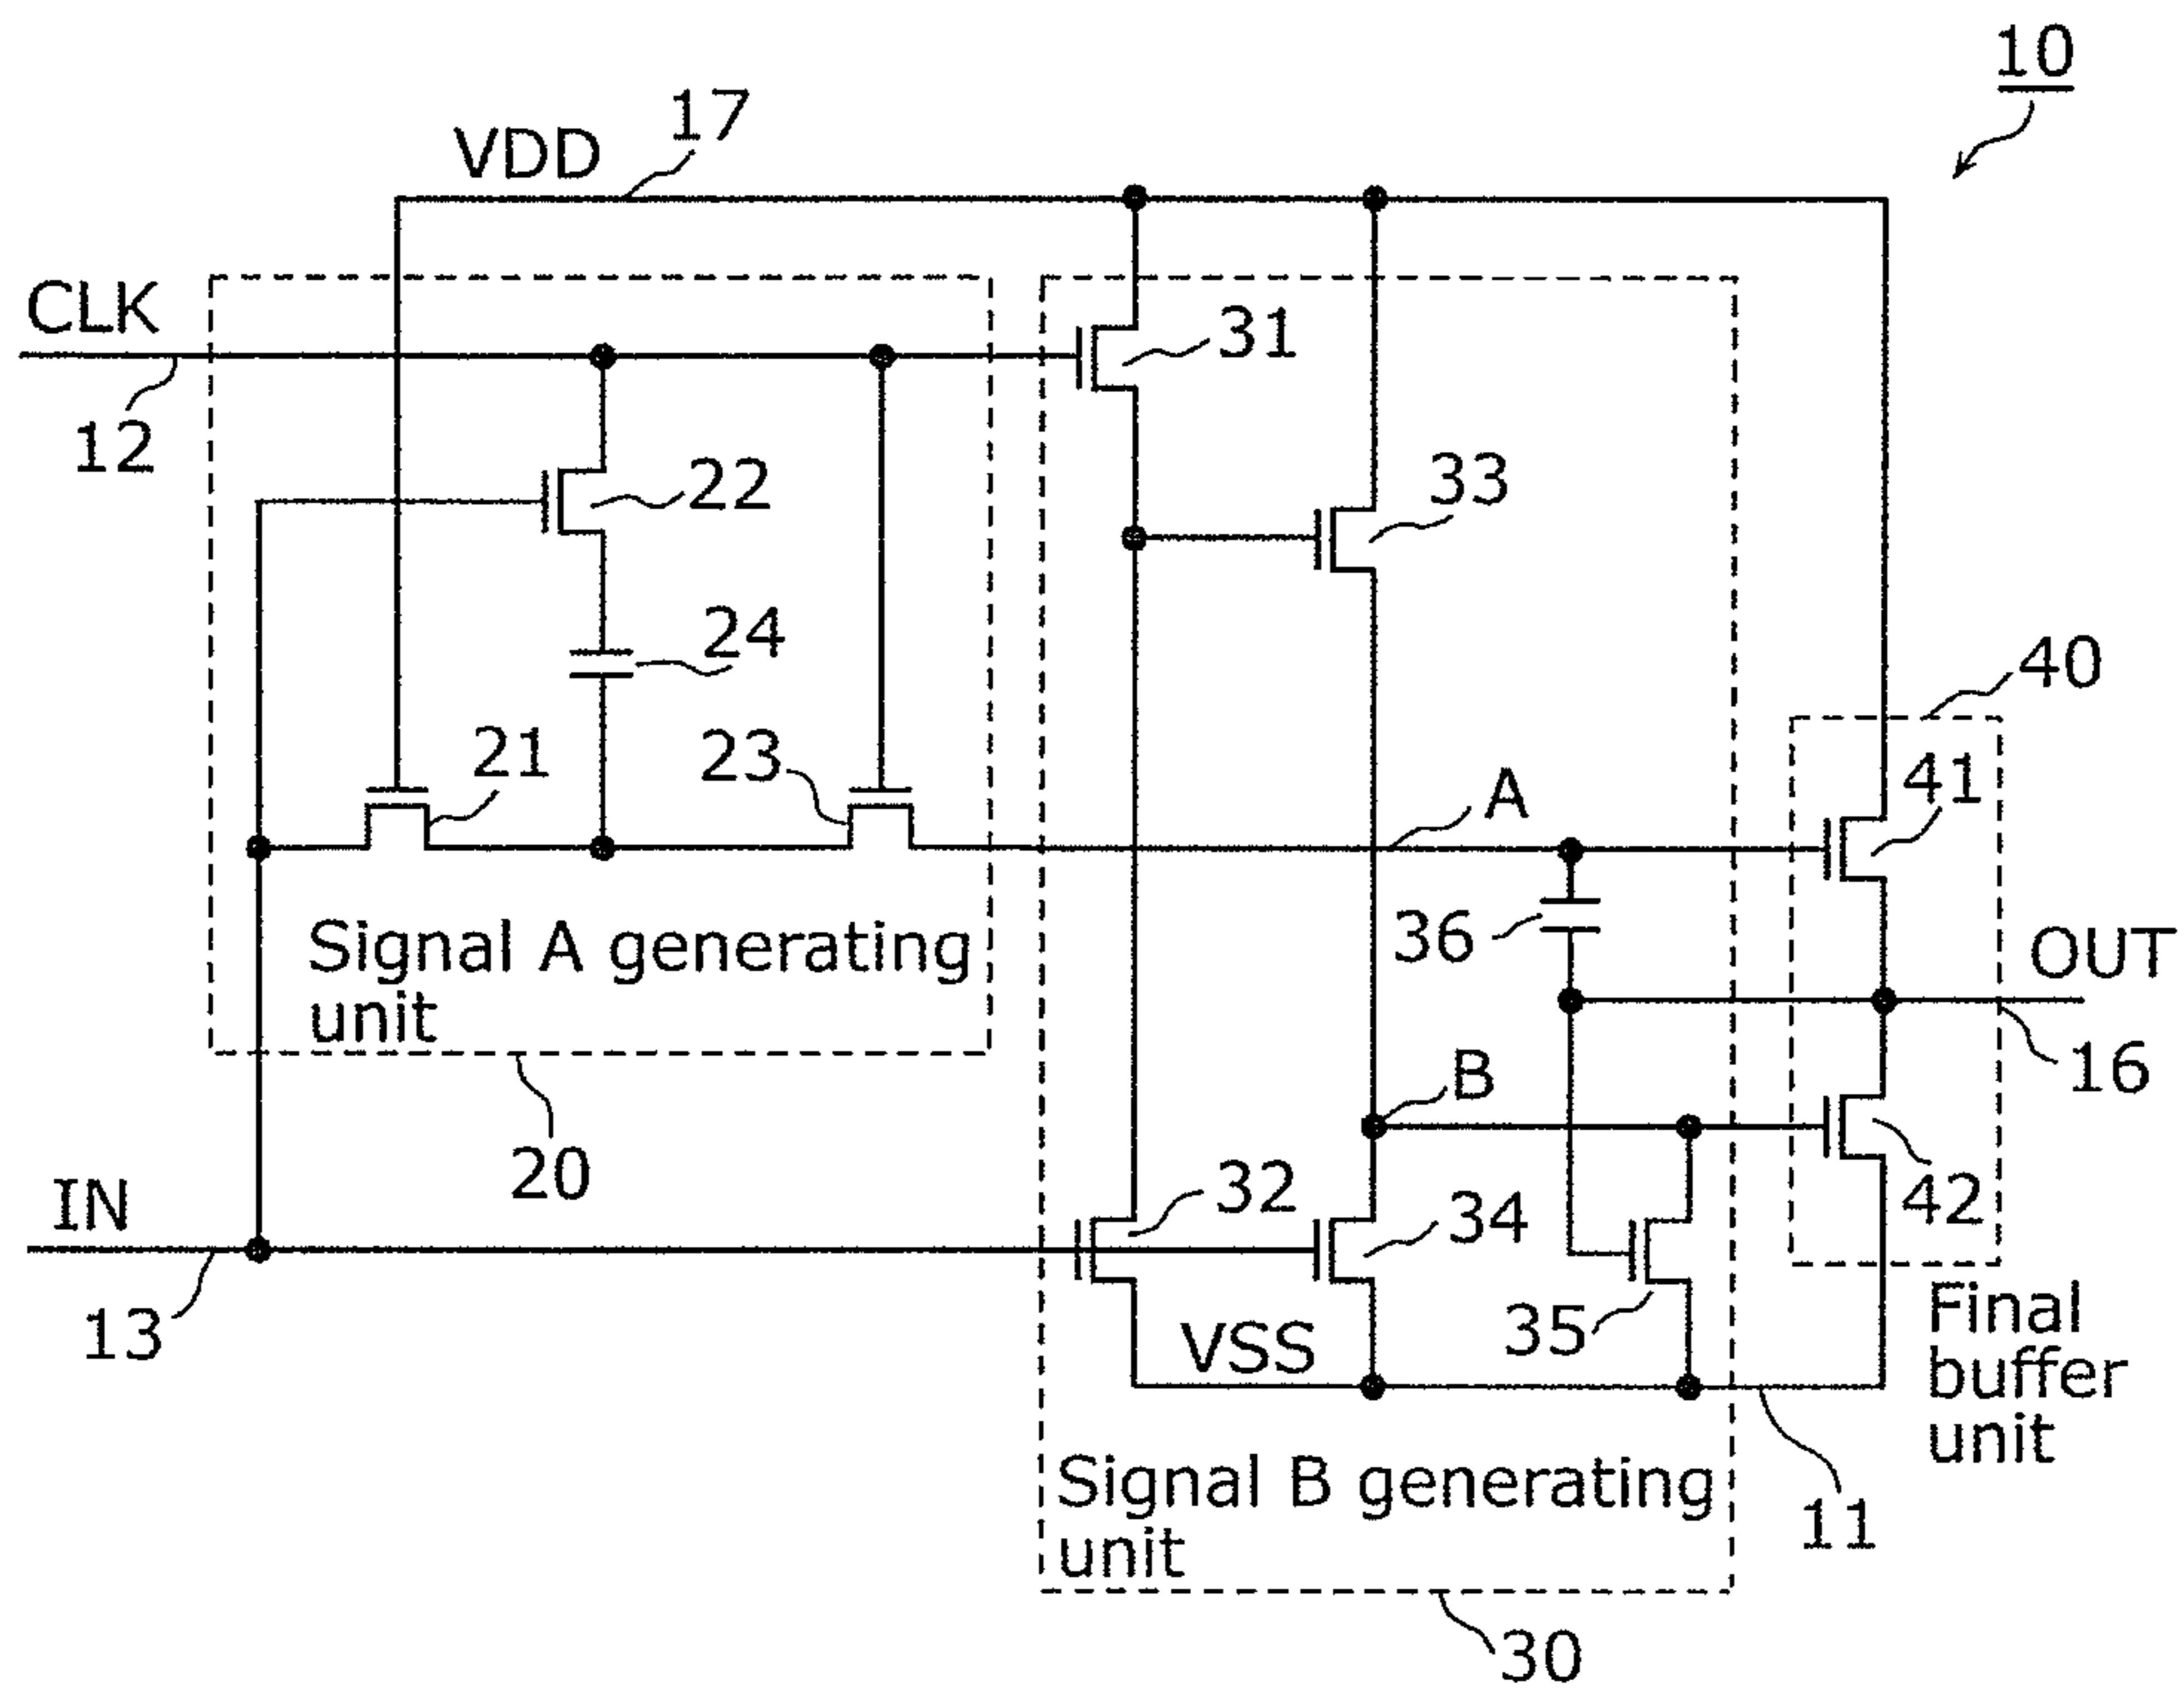 10
17
VDD
CLK
12
31
22
33
24
40
21
23
41
A
36
Signal A generating
unit
OUT
B
16
20
32
34
42
IN
13
35
VSS
Final
buffer
unit
Signal B generating
unit
11
30